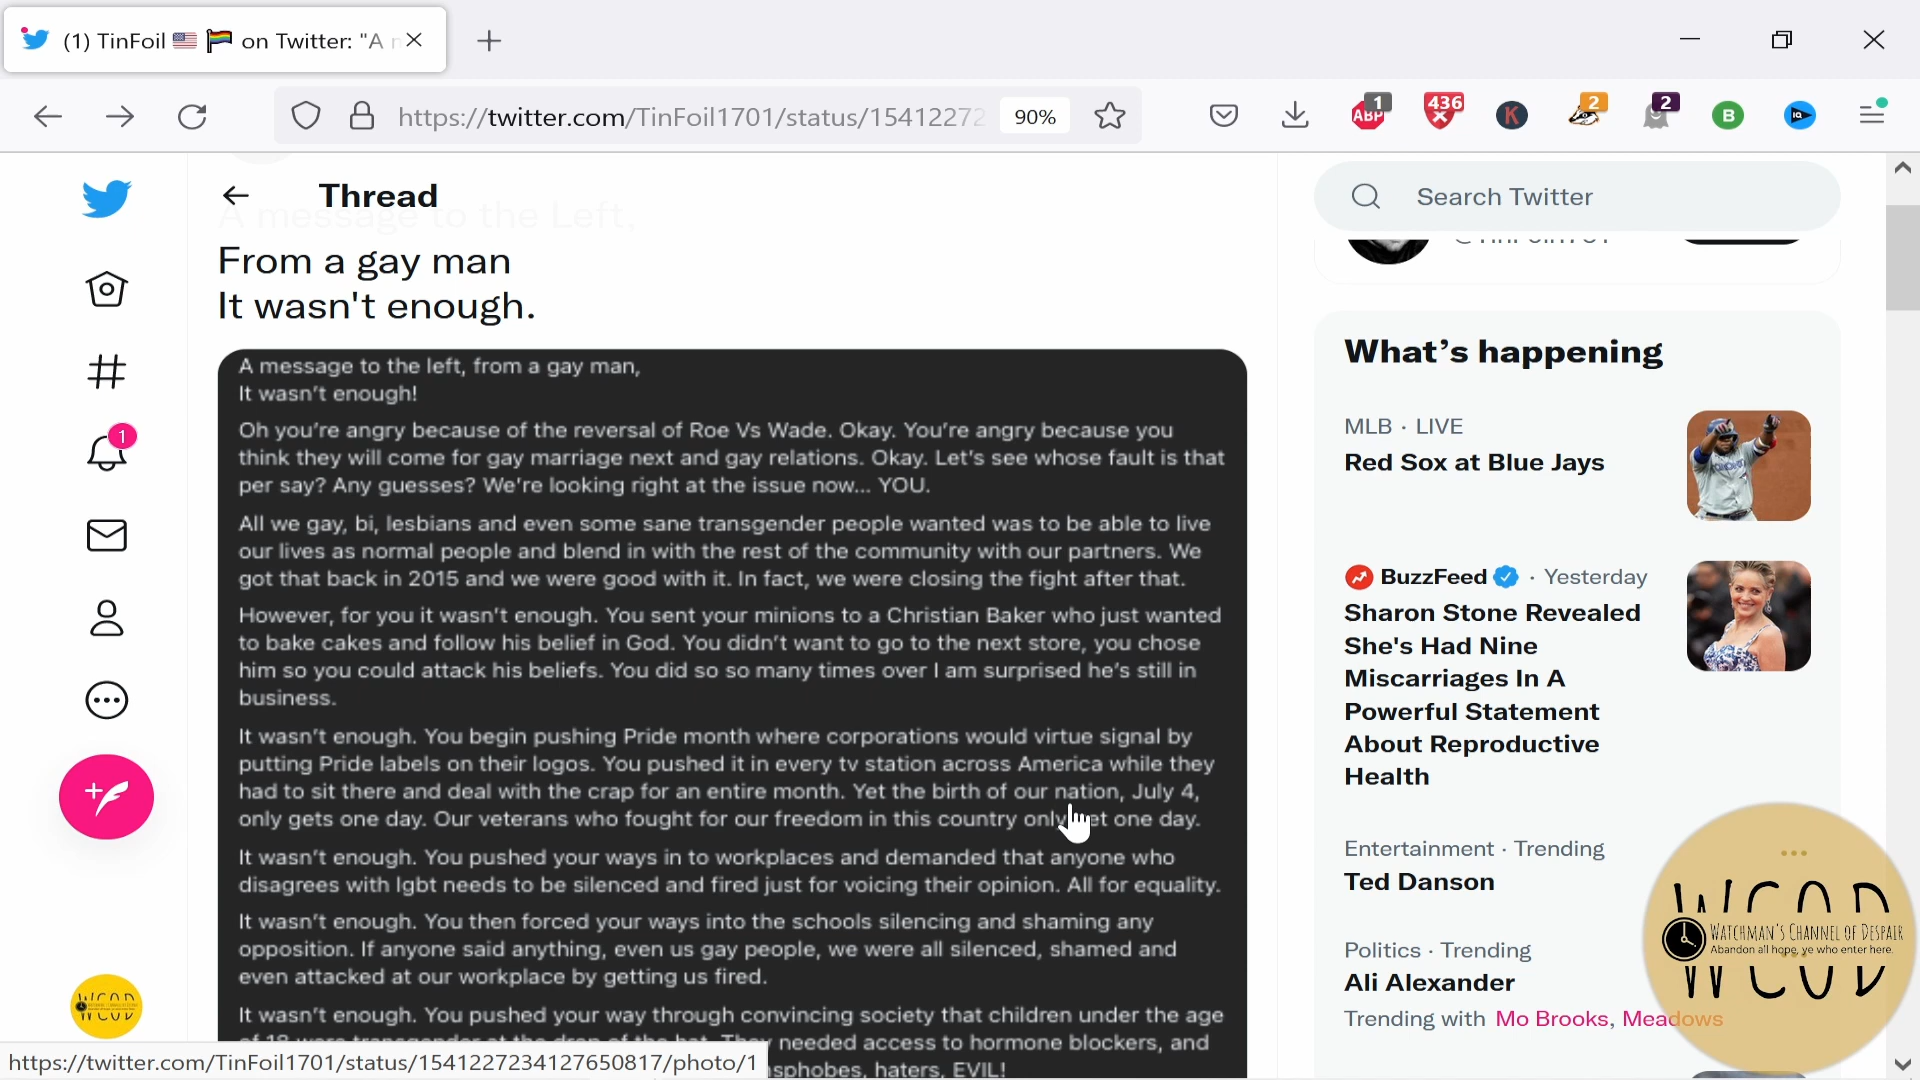 (1) TinFoil 🇺🇸 🏳️‍🌈 on Twitter: "A
https://twitter.com/TinFoil1701/status/15412272
90%
ABP
1
436
K
2
2
B
IQ
Thread
A message to the Left,
From a gay man
It wasn't enough.
A message to the left, from a gay man,
It wasn't enough!
Oh you're angry because of the reversal of Roe Vs Wade. Okay. You're angry because you
think they will come for gay marriage next and gay relations. Okay. Let's see whose fault is that
per say? Any guesses? We're looking right at the issue now... YOU.
All we gay, bi, lesbians and even some sane transgender people wanted was to be able to live
our lives as normal people and blend in with the rest of the community with our partners. We
got that back in 2015 and we were good with it. In fact, we were closing the fight after that.
However, for you it wasn't enough. You sent your minions to a Christian Baker who just wanted
to bake cakes and follow his belief in God. You didn't want to go to the next store, you chose
him so you could attack his beliefs. You did so so many times over I am surprised he's still in
business.
It wasn't enough. You begin pushing Pride month where corporations would virtue signal by
putting Pride labels on their logos. You pushed it in every tv station across America while they
had to sit there and deal with the crap for an entire month. Yet the birth of our nation, July 4,
only gets one day. Our veterans who fought for our freedom in this country only get one day.
It wasn't enough. You pushed your ways in to workplaces and demanded that anyone who
disagrees with lgbt needs to be silenced and fired just for voicing their opinion. All for equality.
It wasn't enough. You then forced your ways into the schools silencing and shaming any
opposition. If anyone said anything, even us gay people, we were all silenced, shamed and
even attacked at our workplace by getting us fired.
It wasn't enough. You pushed your way through convincing society that children under the age
needed access to hormone blockers, and
haters, EVIL!
https://twitter.com/TinFoil1701/status/1541227234127650817/photo/1
1
Search Twitter
What's happening
MLB · LIVE
Red Sox at Blue Jays
BuzzFeed · Yesterday
Sharon Stone Revealed
She's Had Nine
Miscarriages In A
Powerful Statement
About Reproductive
Health
Entertainment · Trending
Ted Danson
Politics · Trending
Ali Alexander
Trending with Mo Brooks, Meadows
WCOD
WATCHMAN'S CHANNEL OF DESPAIR
Abandon all hope, ye who enter here.
WCOD